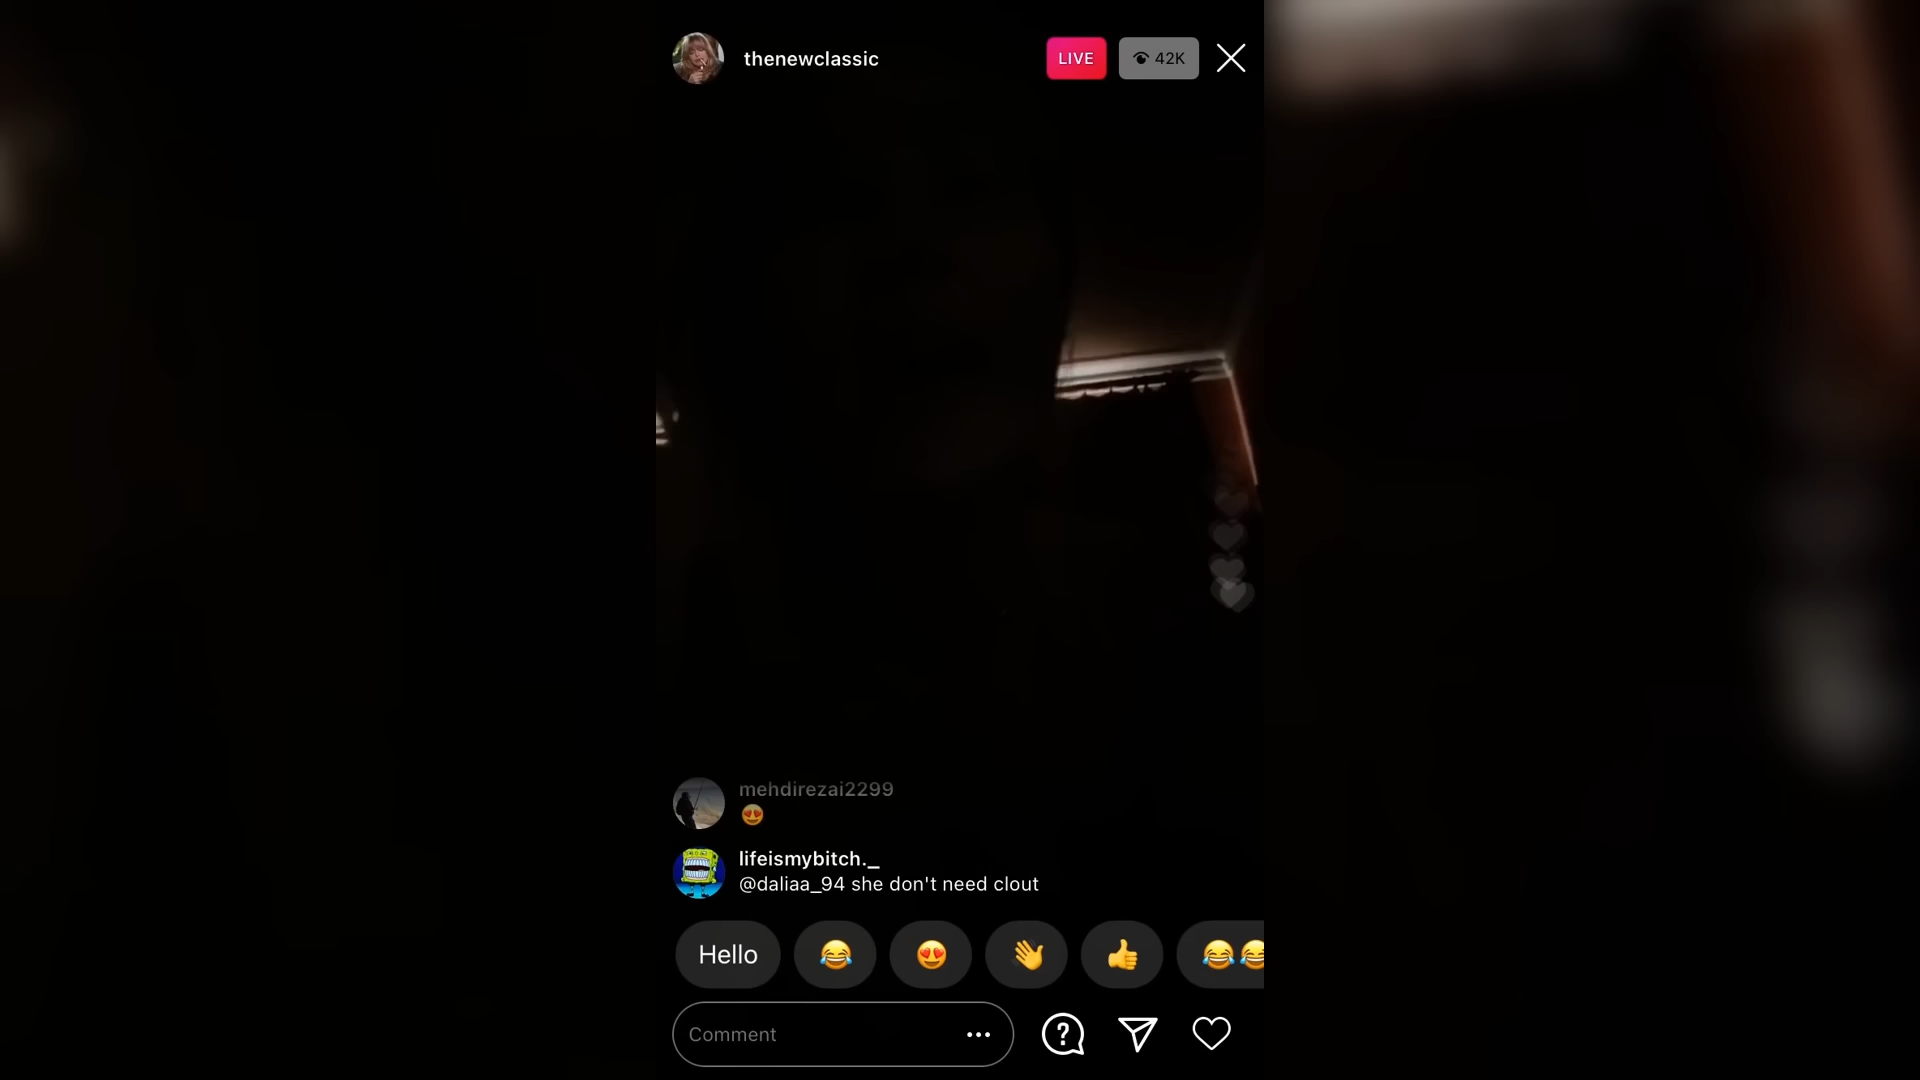 thenewclassic
LIVE
42K
mehdirezai2299
😍
lifeismybitch._
@daliaa_94 she don't need clout
Hello
😂
😍
👋
👍
😂😂
Comment